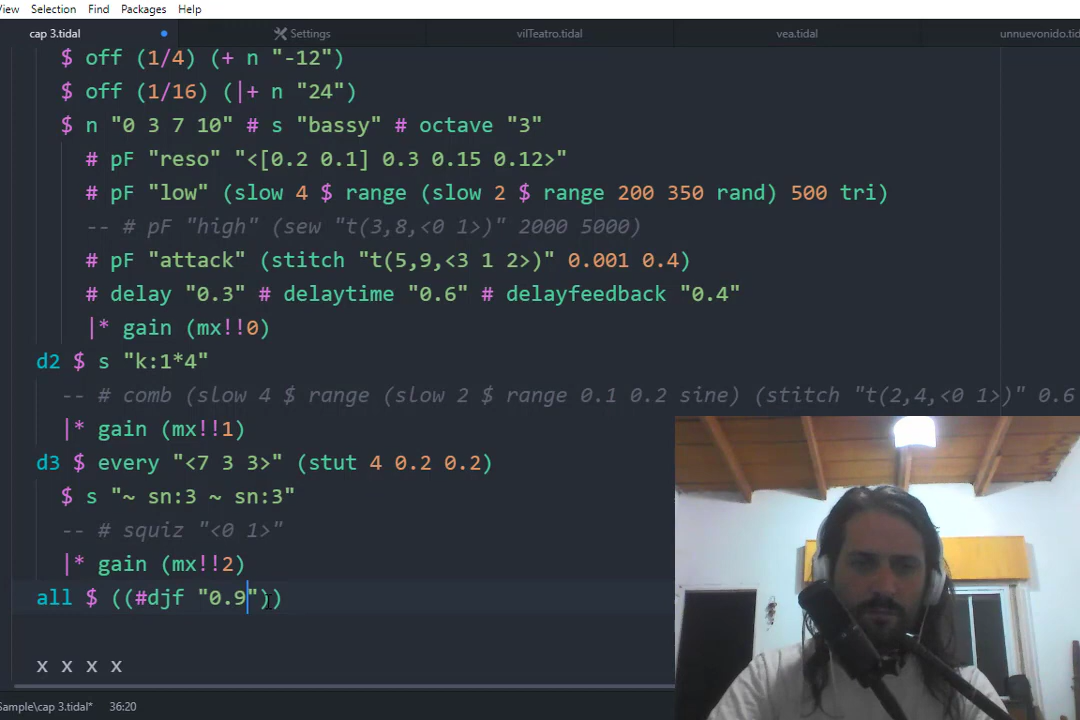 View Selection Find Packages Help
cap 3.tidal Settings vilTeatro.tidal vea.tidal unnuevonido.tid
$ off (1/4) (+ n "-12")
$ off (1/16) (|+ n "24")
$ n "0 3 7 10" # s "bassy" # octave "3"
# pF "reso" "<[0.2 0.1] 0.3 0.15 0.12>"
# pF "low" (slow 4 $ range (slow 2 $ range 200 350 rand) 500 tri)
-- # pF "high" (sew "t(3,8,<0 1>)" 2000 5000)
# pF "attack" (stitch "t(5,9,<3 1 2>)" 0.001 0.4)
# delay "0.3" # delaytime "0.6" # delayfeedback "0.4"
|* gain (mx!!0)
d2 $ s "k:1*4"
-- # comb (slow 4 $ range (slow 2 $ range 0.1 0.2 sine) (stitch "t(2,4,<0 1>)" 0.6
|* gain (mx!!1)
d3 $ every "<7 3 3>" (stut 4 0.2 0.2)
$ s "~ sn:3 ~ sn:3"
-- # squiz "<0 1>"
|* gain (mx!!2)
all $ ((#djf "0.9"))
x x x x
Sample\cap 3.tidal* 36:20